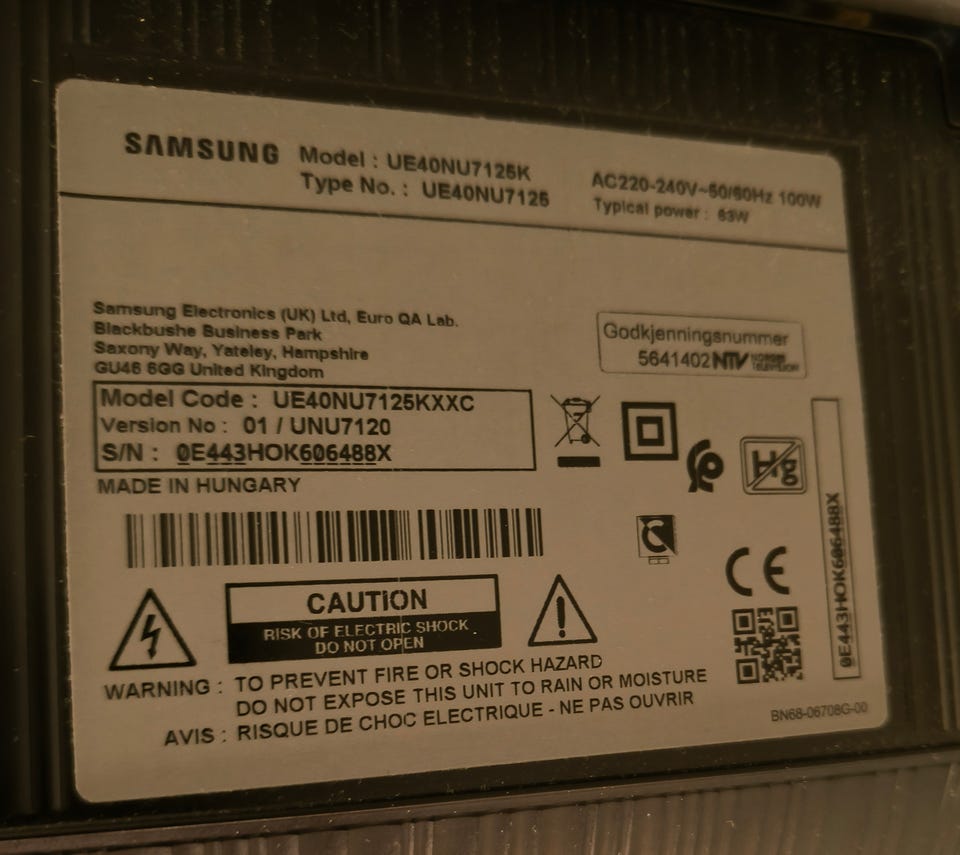 SAMSUNG Model : UE40NU7125K
Type No. : UE40NU7125
AC220-240V~50/60Hz 100W
Typical power : 63W
Samsung Electronics (UK) Ltd, Euro QA Lab.
Blackbushe Business Park
Saxony Way, Yateley, Hampshire
GU46 6GG United Kingdom
Godkjenningsnummer
5641402 NTV NORSK TELEVISJON
Model Code : UE40NU7125KXXC
Version No : 01 / UNU7120
S/N : 0E443HOK606488X
MADE IN HUNGARY
Hg
CE
CAUTION
RISK OF ELECTRIC SHOCK
DO NOT OPEN
WARNING : TO PREVENT FIRE OR SHOCK HAZARD
DO NOT EXPOSE THIS UNIT TO RAIN OR MOISTURE
AVIS : RISQUE DE CHOC ELECTRIQUE - NE PAS OUVRIR
0E443HOK606488X
BN68-06708G-00